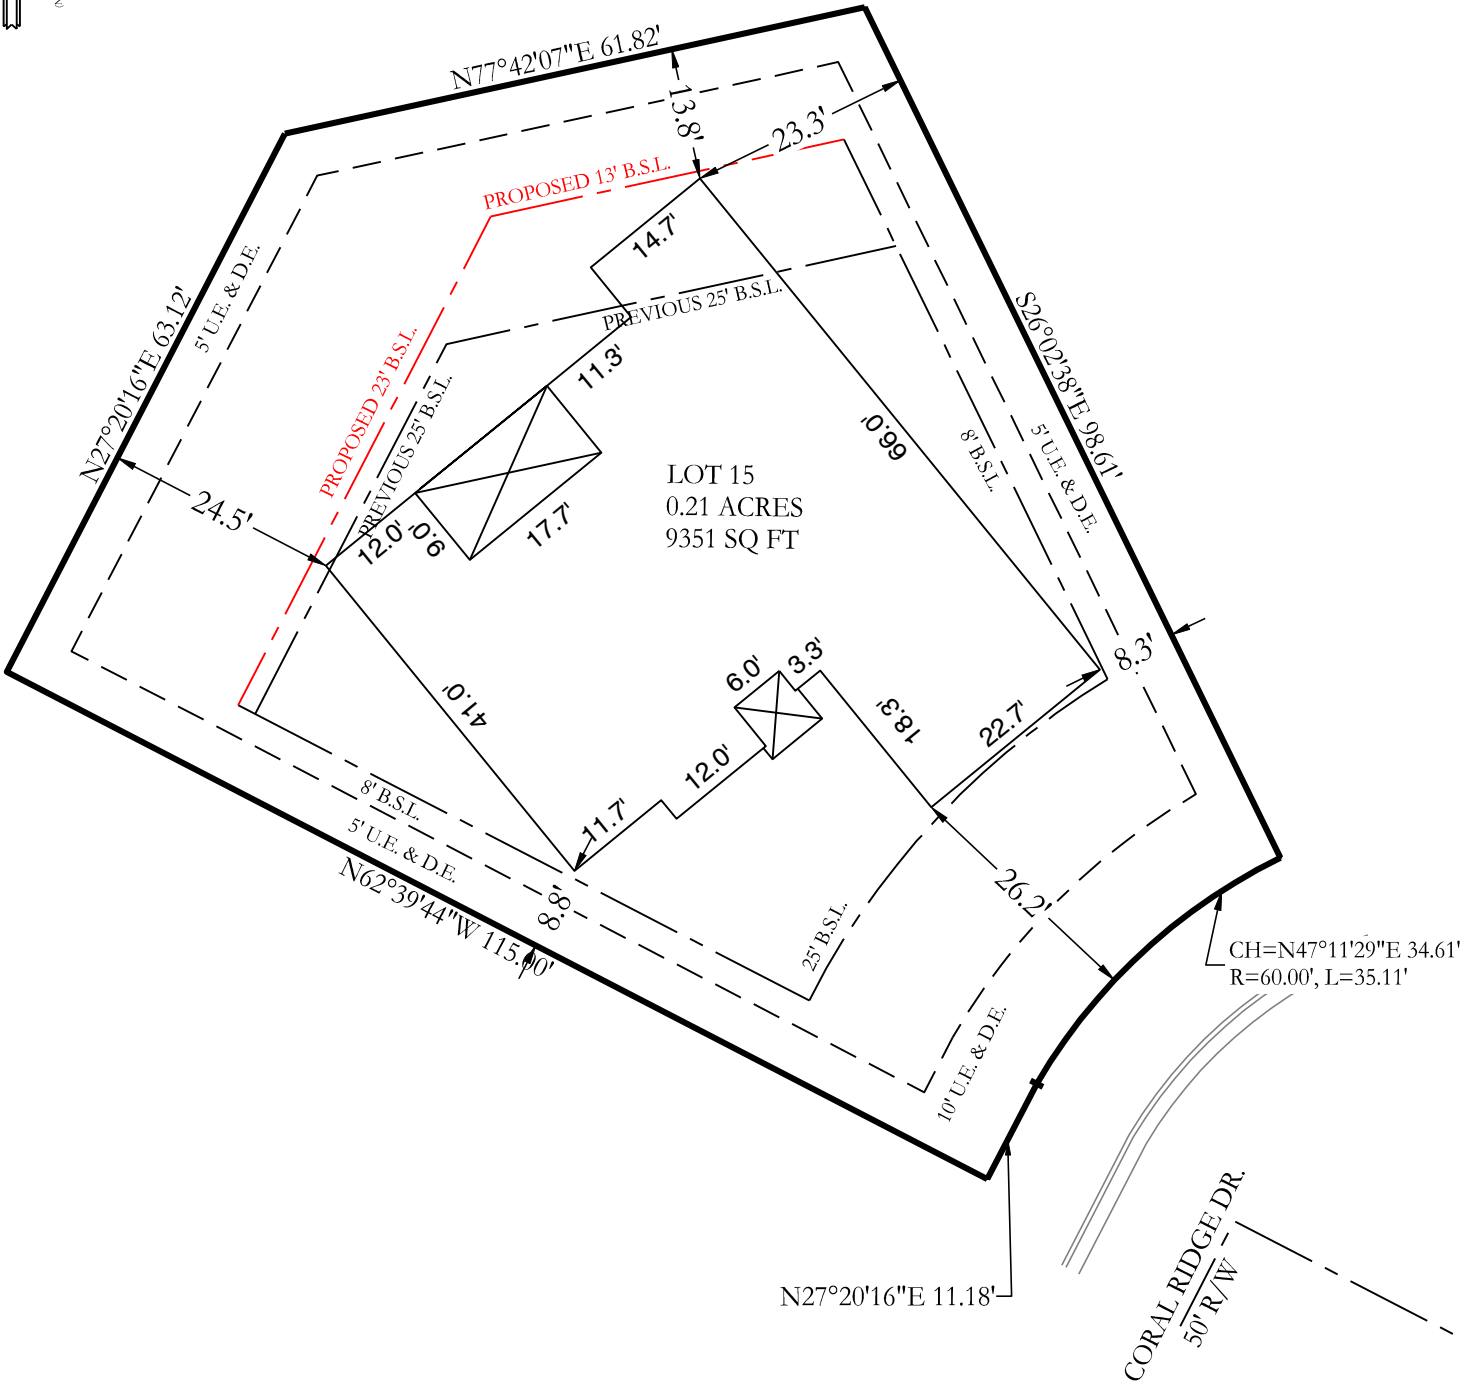 N77°42'07"E 61.82'
13.8'
23.3'
PROPOSED 13' B.S.L.
14.7'
5' U.E. & D.E.
N27°20'16"E 63.12'
PREVIOUS 25' B.S.L.
S26°02'38"E 98.61'
PROPOSED 23' B.S.L.
11.3'
PREVIOUS 25' B.S.L.
66.0'
8' B.S.L.
5' U.E. & D.E.
LOT 15
0.21 ACRES
9351 SQ FT
24.5'
12.0'
9.0'
17.7'
8.3'
6.0'
3.3'
41.0'
18.3'
22.7'
12.0'
8' B.S.L.
11.7'
5' U.E. & D.E.
N62°39'44"W 115.00'
8.8'
26.2'
25' B.S.L.
CH=N47°11'29"E 34.61'
R=60.00', L=35.11'
10' U.E. & D.E.
N27°20'16"E 11.18'
CORAL RIDGE DR.
50' R/W